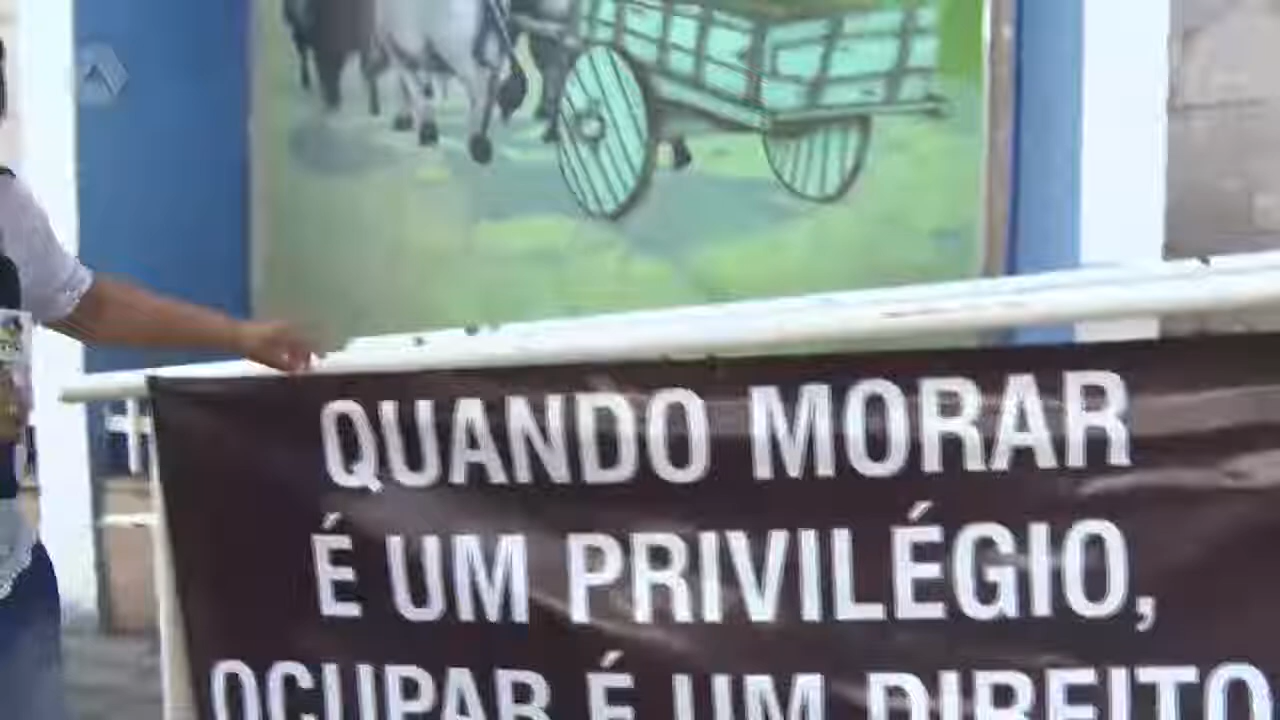 QUANDO MORAR
É UM PRIVILÉGIO,
OCUPAR É UM DIREITO